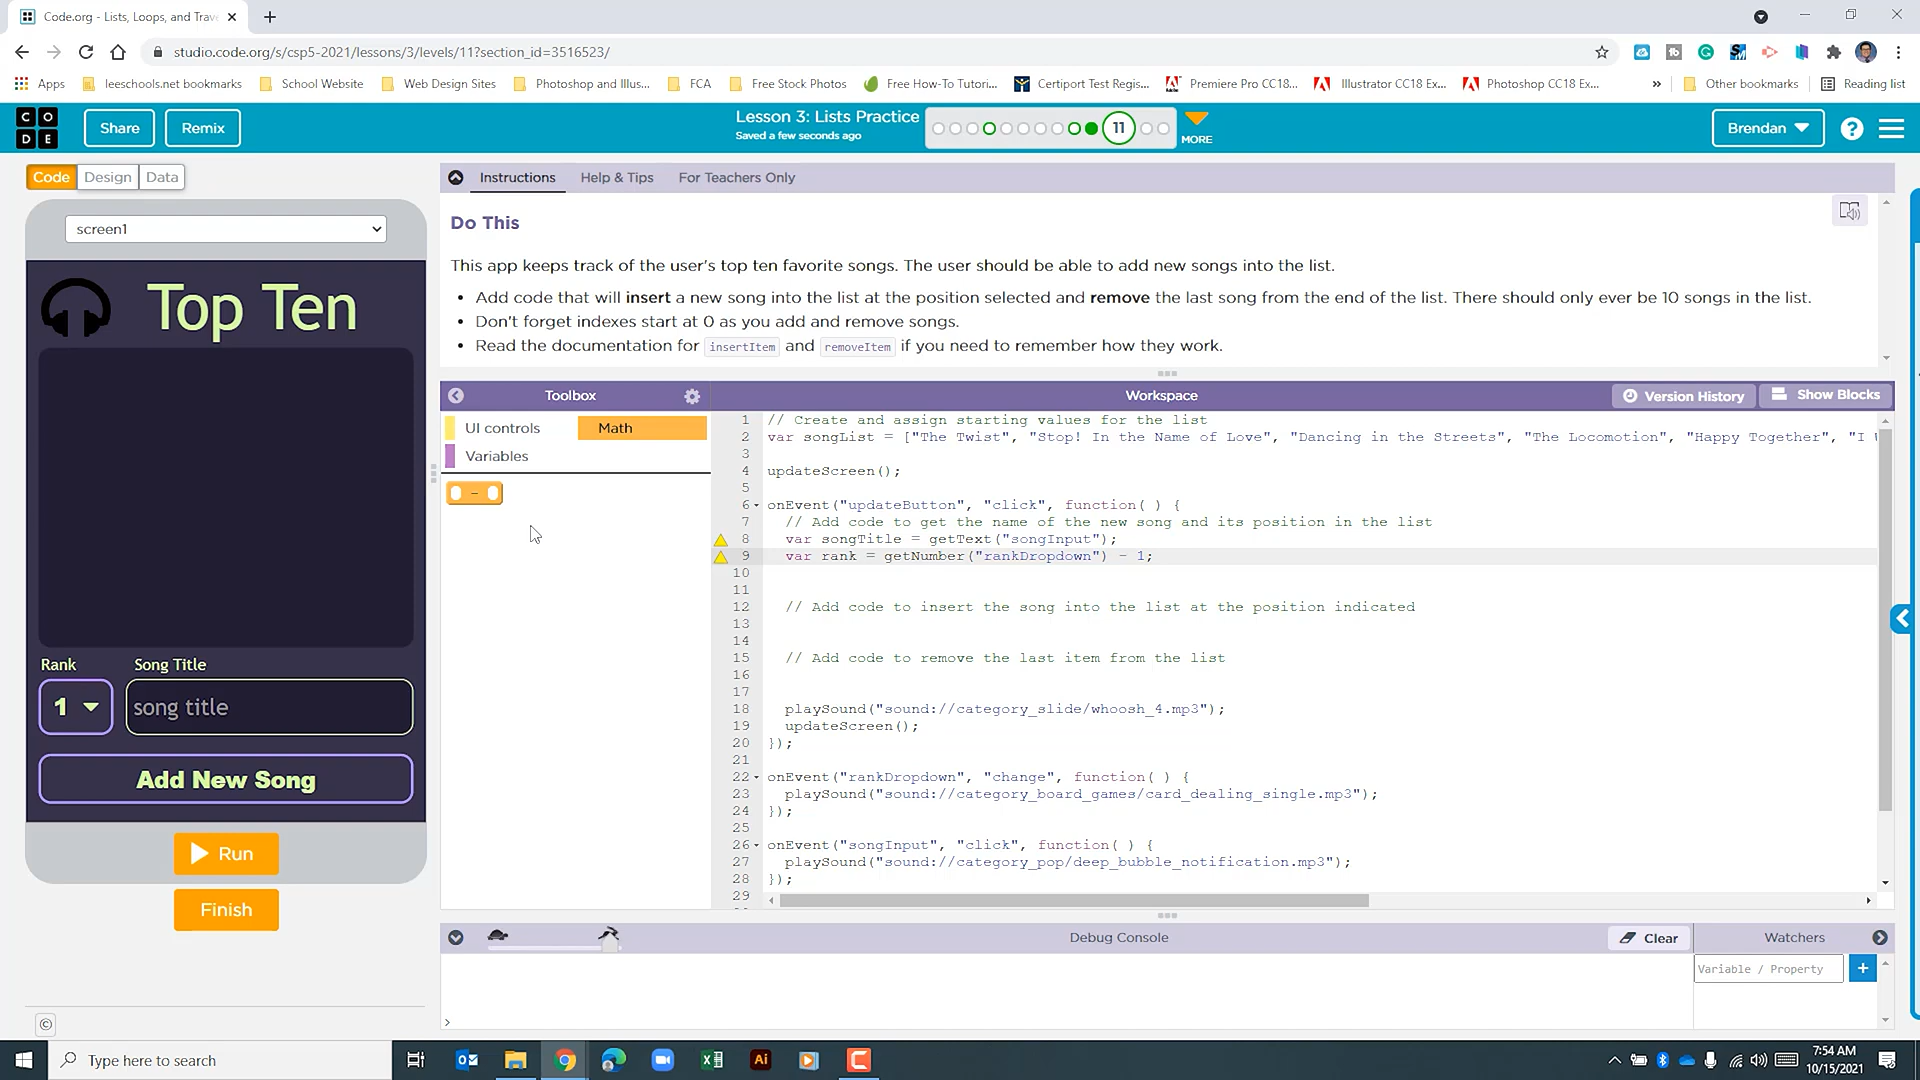 Code.org - Lists, Loops, and Trave
studio.code.org/s/csp5-2021/lessons/3/levels/11?section_id=3516523/
Apps leeschools.net bookmarks School Website Web Design Sites Photoshop and Illus... FCA Free Stock Photos Free How-To Tutori... Certiport Test Regis... Premiere Pro CC18... Illustrator CC18 Ex... Photoshop CC18 Ex... » Other bookmarks Reading list
CO
DE
Share
Remix
Lesson 3: Lists Practice
Saved a few seconds ago
11
MORE
Brendan
?
Code Design Data
screen1
Top Ten
Rank Song Title
1 song title
Add New Song
Run
Finish
Instructions Help & Tips For Teachers Only
Do This
This app keeps track of the user's top ten favorite songs. The user should be able to add new songs into the list.
• Add code that will insert a new song into the list at the position selected and remove the last song from the end of the list. There should only ever be 10 songs in the list.
• Don't forget indexes start at 0 as you add and remove songs.
• Read the documentation for insertItem and removeItem if you need to remember how they work.
Toolbox
UI controls Math
Variables
-
Workspace
Version History
Show Blocks
1 // Create and assign starting values for the list
2 var songList = ["The Twist", "Stop! In the Name of Love", "Dancing in the Streets", "The Locomotion", "Happy Together", "I W
3
4 updateScreen();
5
6 onEvent("updateButton", "click", function( ) {
7 // Add code to get the name of the new song and its position in the list
8 var songTitle = getText("songInput");
9 var rank = getNumber("rankDropdown") - 1;
10
11
12 // Add code to insert the song into the list at the position indicated
13
14
15 // Add code to remove the last item from the list
16
17
18 playSound("sound://category_slide/whoosh_4.mp3");
19 updateScreen();
20 });
21
22 onEvent("rankDropdown", "change", function( ) {
23 playSound("sound://category_board_games/card_dealing_single.mp3");
24 });
25
26 onEvent("songInput", "click", function( ) {
27 playSound("sound://category_pop/deep_bubble_notification.mp3");
28 });
29
Debug Console
Clear
Watchers
Variable / Property
+
>
©
Type here to search
7:54 AM
10/15/2021